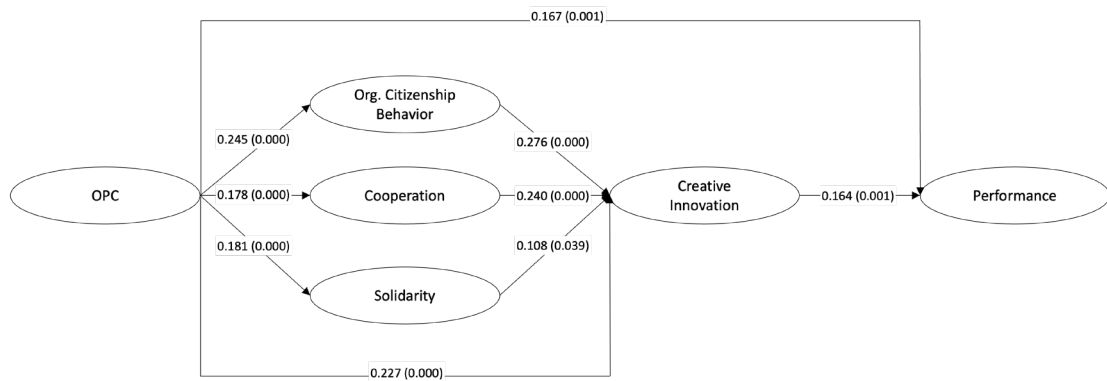 0.167 (0.001)
Org. Citizenship
Behavior
0.245 (0.000)
0.276 (0.000)
OPC
0.178 (0.000)
Cooperation
0.240 (0.000)
Creative
Innovation
0.164 (0.001)
Performance
0.181 (0.000)
0.108 (0.039)
Solidarity
0.227 (0.000)